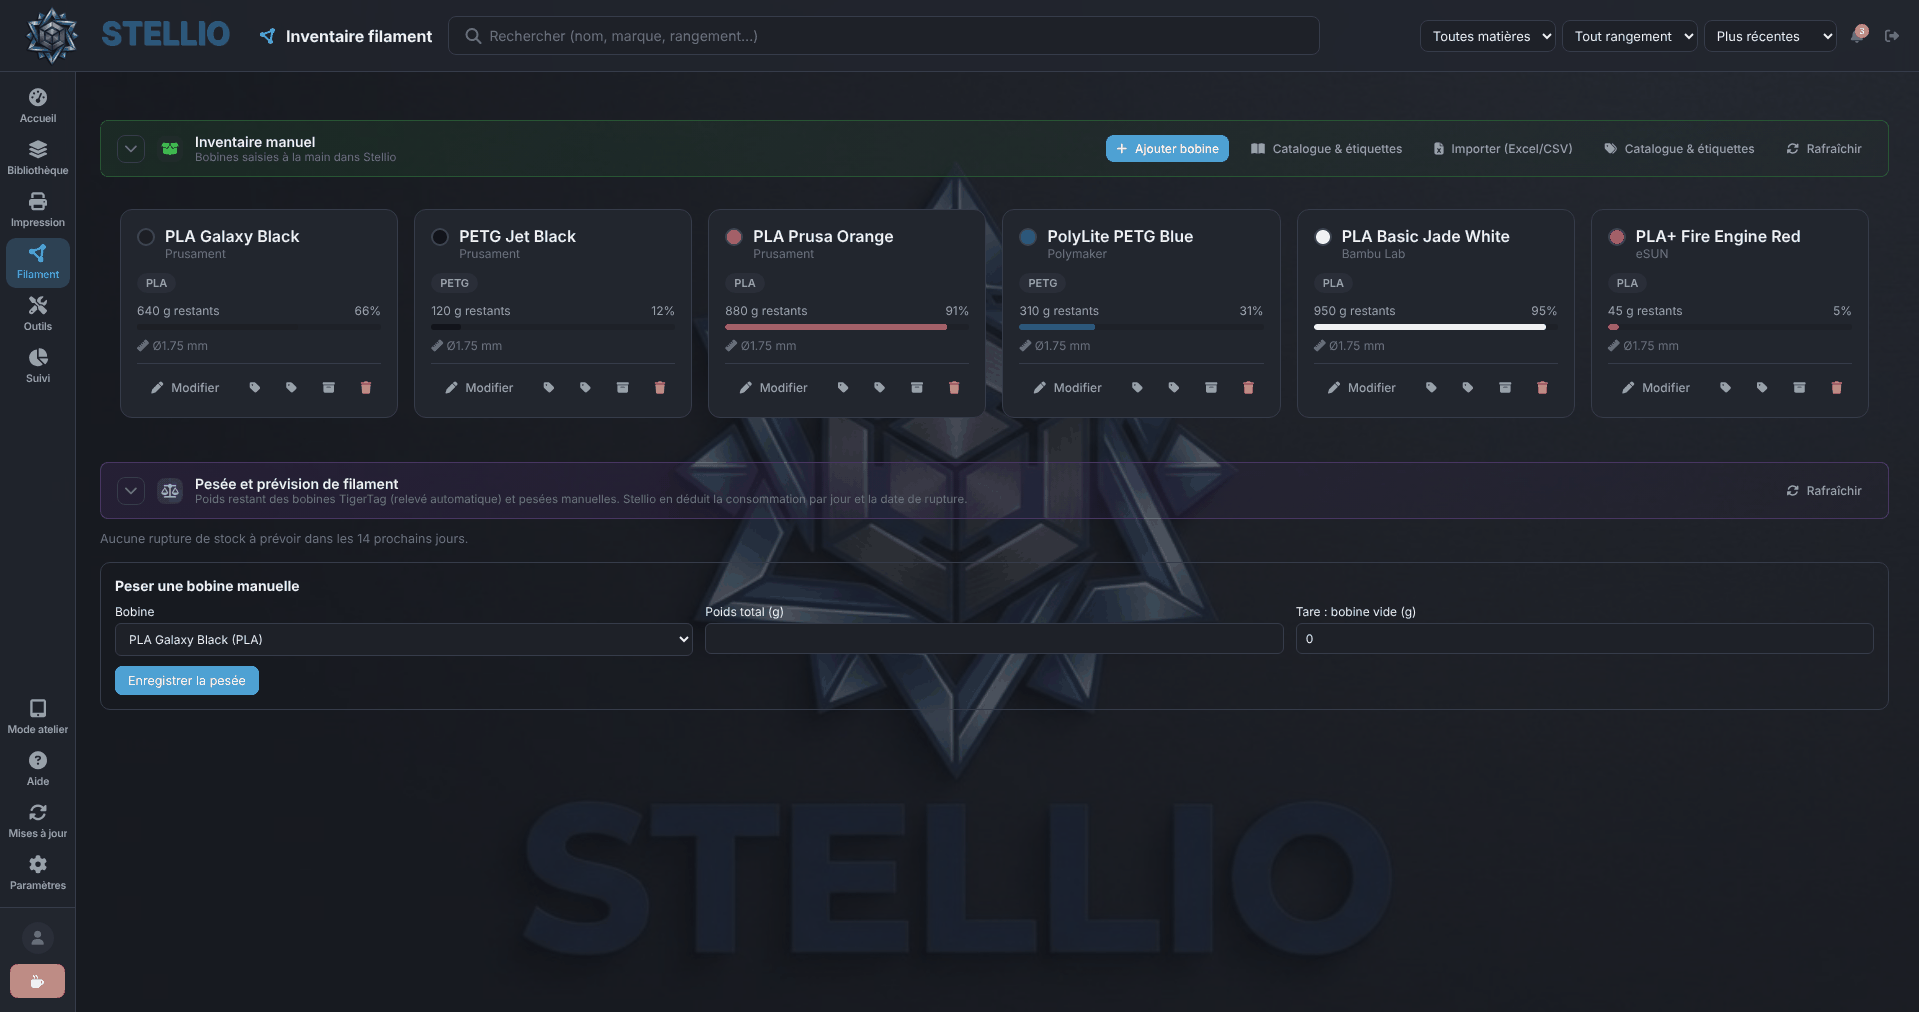 STELLIO
Inventaire filament
Rechercher (nom, marque, rangement...)
Toutes matières
Tout rangement
Plus récentes
3
Accueil
Bibliothèque
Impression
Filament
Outils
Suivi
Mode atelier
Aide
Mises à jour
Paramètres
Inventaire manuel
Bobines saisies à la main dans Stellio
Ajouter bobine
Catalogue & étiquettes
Importer (Excel/CSV)
Catalogue & étiquettes
Rafraîchir
PLA Galaxy Black
Prusament
PLA
640 g restants 66%
Ø1.75 mm
Modifier
PETG Jet Black
Prusament
PETG
120 g restants 12%
Ø1.75 mm
Modifier
PLA Prusa Orange
Prusament
PLA
880 g restants 91%
Ø1.75 mm
Modifier
PolyLite PETG Blue
Polymaker
PETG
310 g restants 31%
Ø1.75 mm
Modifier
PLA Basic Jade White
Bambu Lab
PLA
950 g restants 95%
Ø1.75 mm
Modifier
PLA+ Fire Engine Red
eSUN
PLA
45 g restants 5%
Ø1.75 mm
Modifier
Pesée et prévision de filament
Poids restant des bobines TigerTag (relevé automatique) et pesées manuelles. Stellio en déduit la consommation par jour et la date de rupture.
Rafraîchir
Aucune rupture de stock à prévoir dans les 14 prochains jours.
Peser une bobine manuelle
Bobine
PLA Galaxy Black (PLA)
Poids total (g)
Tare : bobine vide (g)
0
Enregistrer la pesée
STELLIO